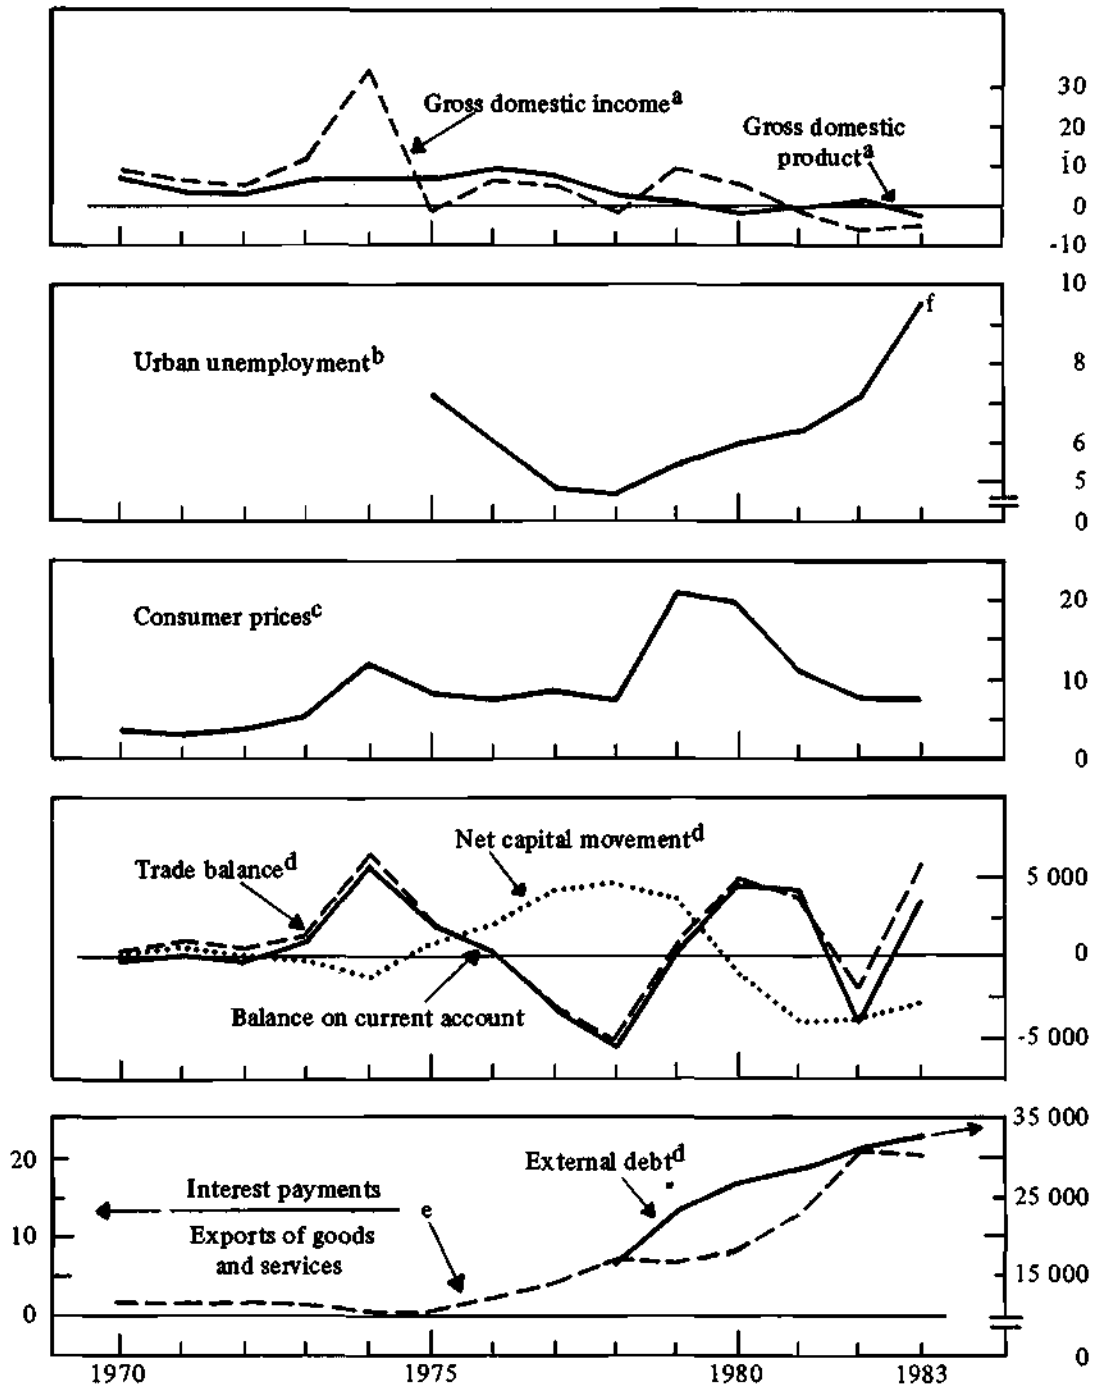 Gross domestic income a
Gross domestic
product a
30
20
10
0
-10
Urban unemployment b
f
10
8
6
5
0
Consumer prices c
20
10
0
Net capital movement d
Trade balance d
Balance on current account
5 000
0
-5 000
External debt d
Interest payments
e
Exports of goods
and services
20
10
0
35 000
25 000
15 000
0
1970
1975
1980
1983